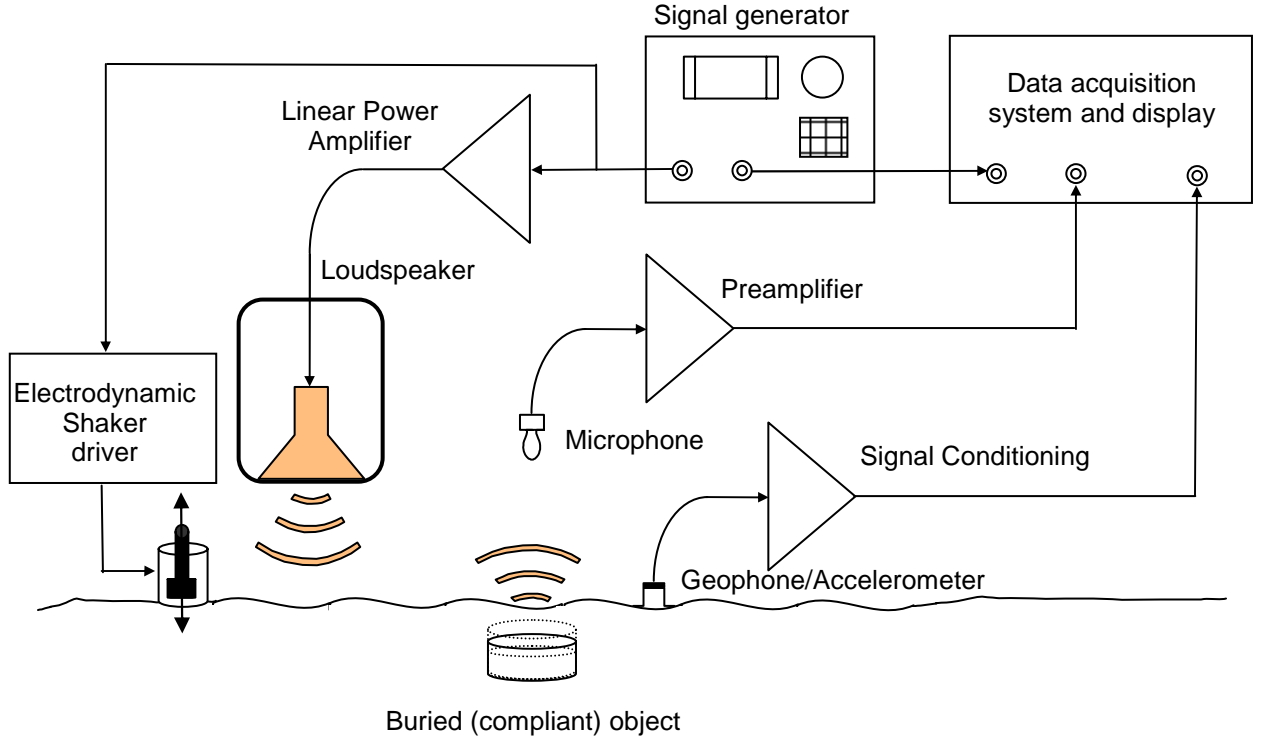 Signal generator
Data acquisition
system and display
Linear Power
Amplifier
Loudspeaker
Preamplifier
Electrodynamic
Shaker
driver
Microphone
Signal Conditioning
Geophone/Accelerometer
Buried (compliant) object